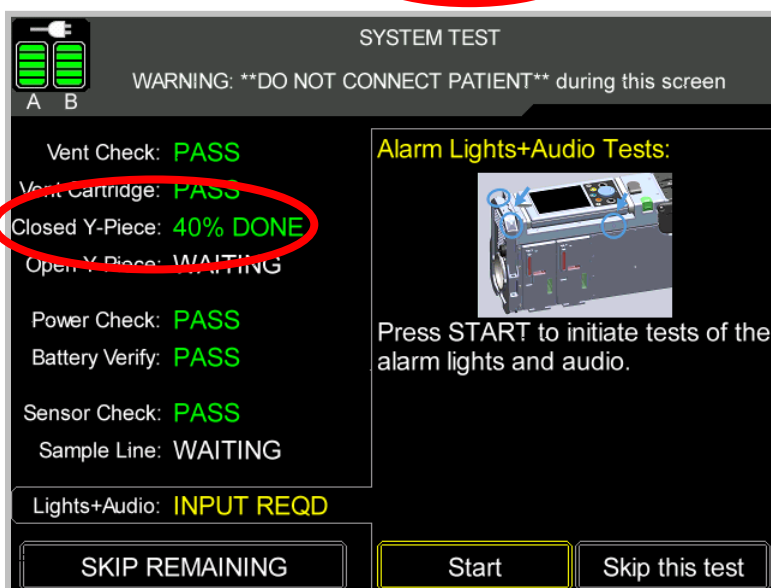 SYSTEM TEST
WARNING: **DO NOT CONNECT PATIENT** during this screen
A B
Vent Check: PASS
Vent Cartridge: PASS
Closed Y-Piece: 40% DONE
Open Y-Piece: WAITING
Power Check: PASS
Battery Verify: PASS
Sensor Check: PASS
Sample Line: WAITING
Lights+Audio: INPUT REQD
SKIP REMAINING
Alarm Lights+Audio Tests:
Press START to initiate tests of the
alarm lights and audio.
Start
Skip this test